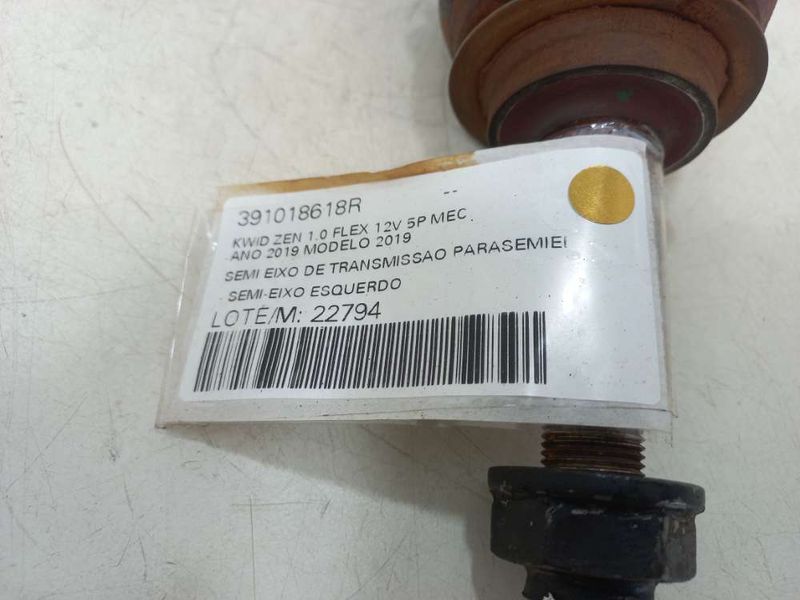 --
391018618R
KWID ZEN 1.0 FLEX 12V 5P MEC.
ANO 2019 MODELO 2019
SEMI EIXO DE TRANSMISSAO PARASEMIEI
SEMI-EIXO ESQUERDO
LOTE/M: 22794